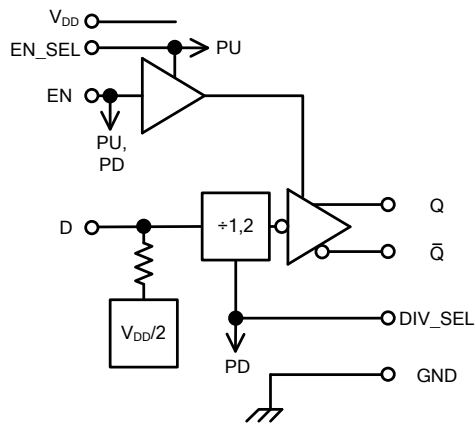 VDD
EN_SEL
PU
EN
PU,
PD
D
÷1,2
Q
Q̄
VDD/2
DIV_SEL
PD
GND